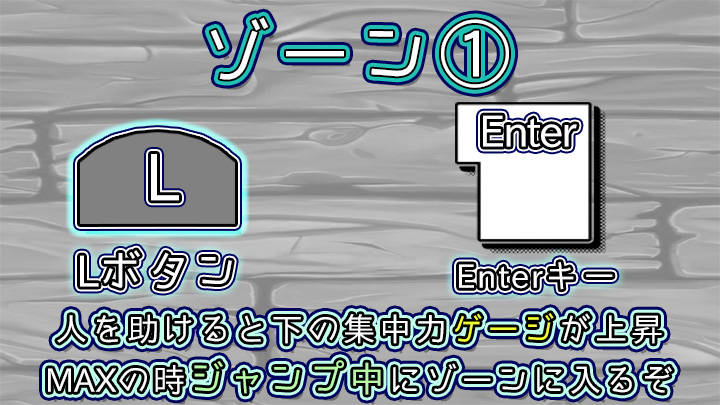 ゾーン①
L
Enter
Lボタン
Enterキー
人を助けると下の集中力ゲージが上昇
MAXの時ジャンプ中にゾーンに入るぞ